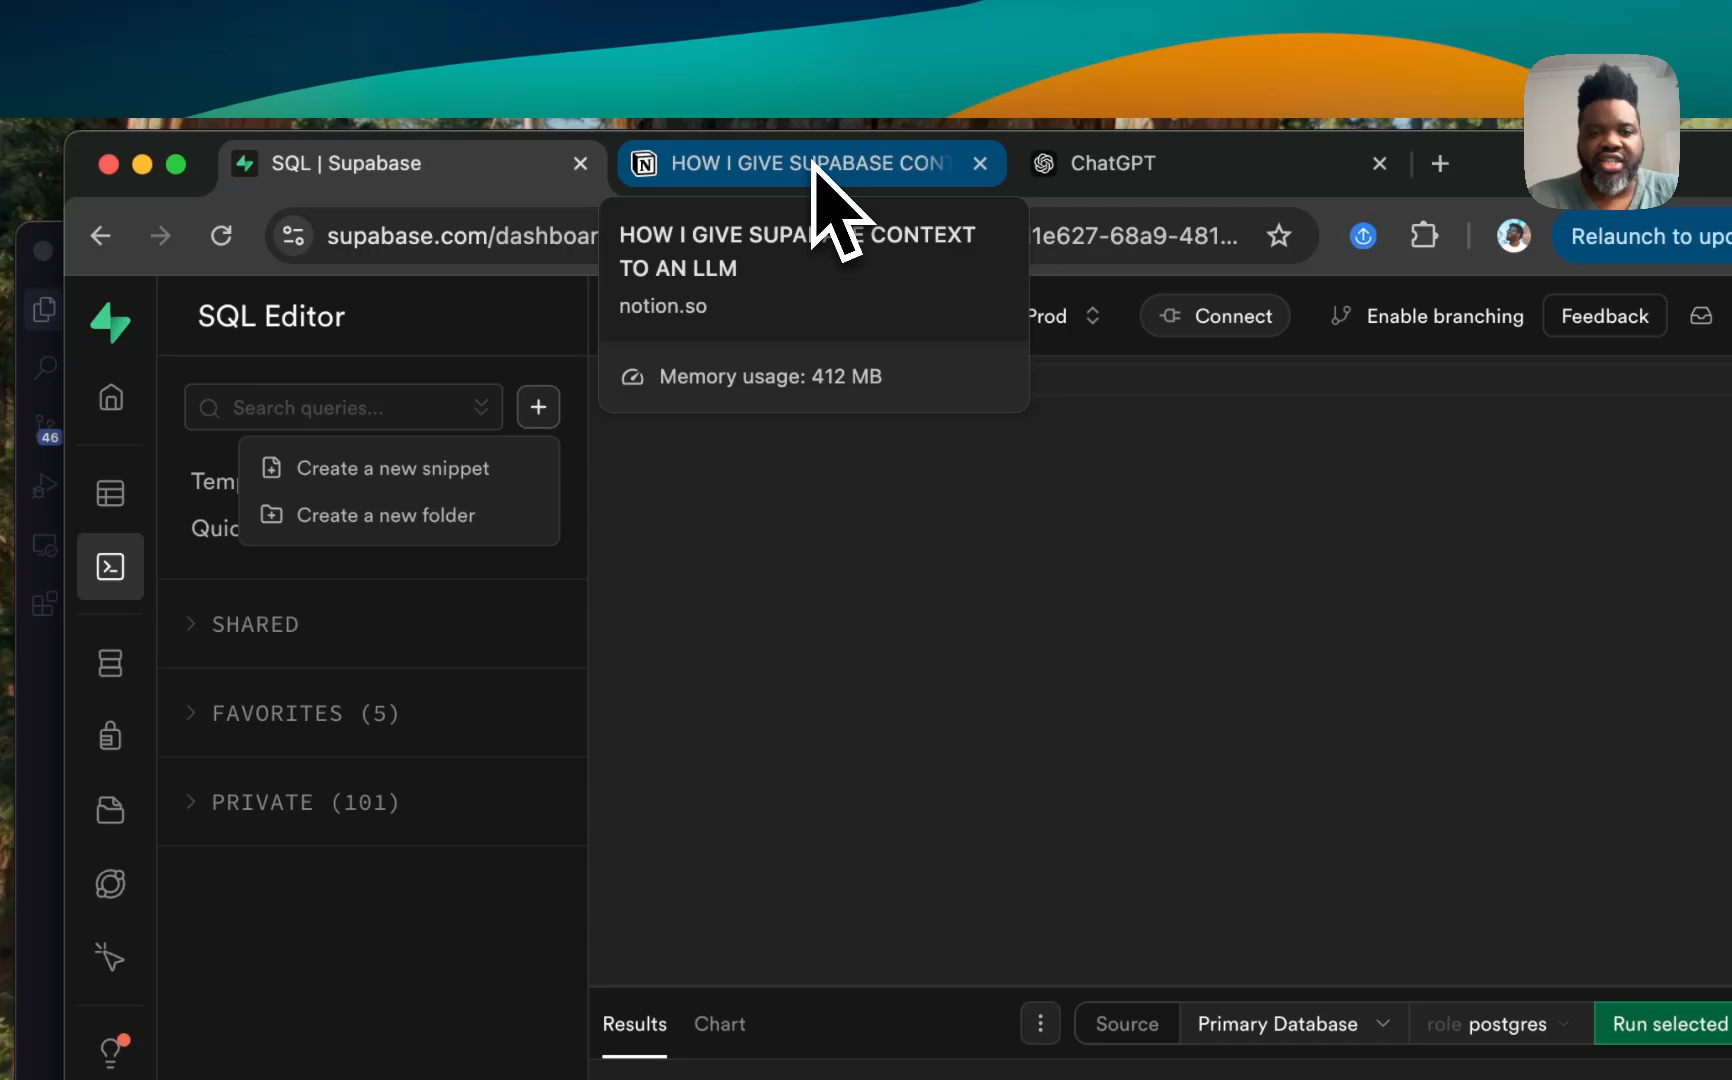 SQL | Supabase
HOW I GIVE SUPABASE CONT
ChatGPT
supabase.com/dashboar
1e627-68a9-481...
Relaunch to upd
HOW I GIVE SUPABASE CONTEXT
TO AN LLM
notion.so
Memory usage: 412 MB
SQL Editor
Prod
Connect
Enable branching
Feedback
Search queries...
46
Create a new snippet
Create a new folder
Temp
Quic
SHARED
FAVORITES (5)
PRIVATE (101)
Results
Chart
Source
Primary Database
role postgres
Run selected